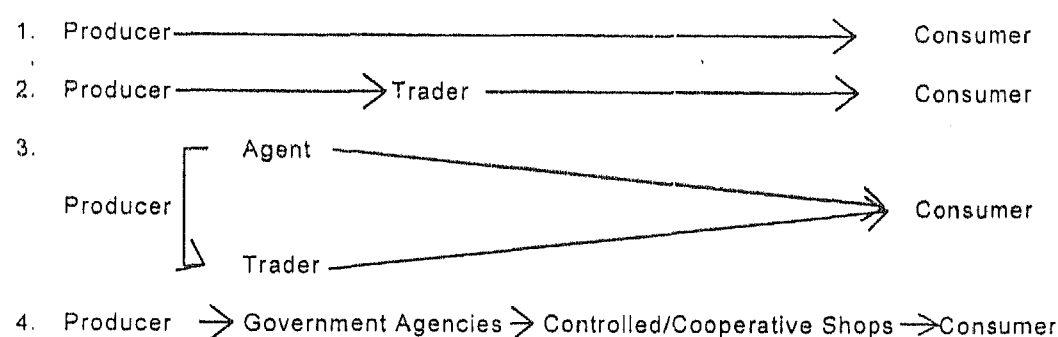 1. Producer Consumer
2. Producer Trader Consumer
3. Agent
Producer Consumer
Trader
4. Producer Government Agencies Controlled/Cooperative Shops Consumer